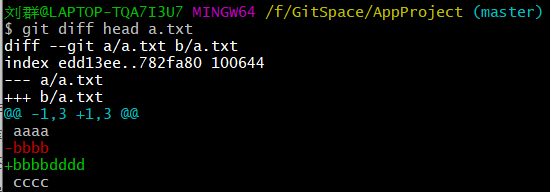 刘群@LAPTOP-TQA7I3U7 MINGW64 /f/GitSpace/AppProject (master)
$ git diff head a.txt
diff --git a/a.txt b/a.txt
index edd13ee..782fa80 100644
--- a/a.txt
+++ b/a.txt
@@ -1,3 +1,3 @@
 aaaa
-bbbb
+bbbbdddd
 cccc